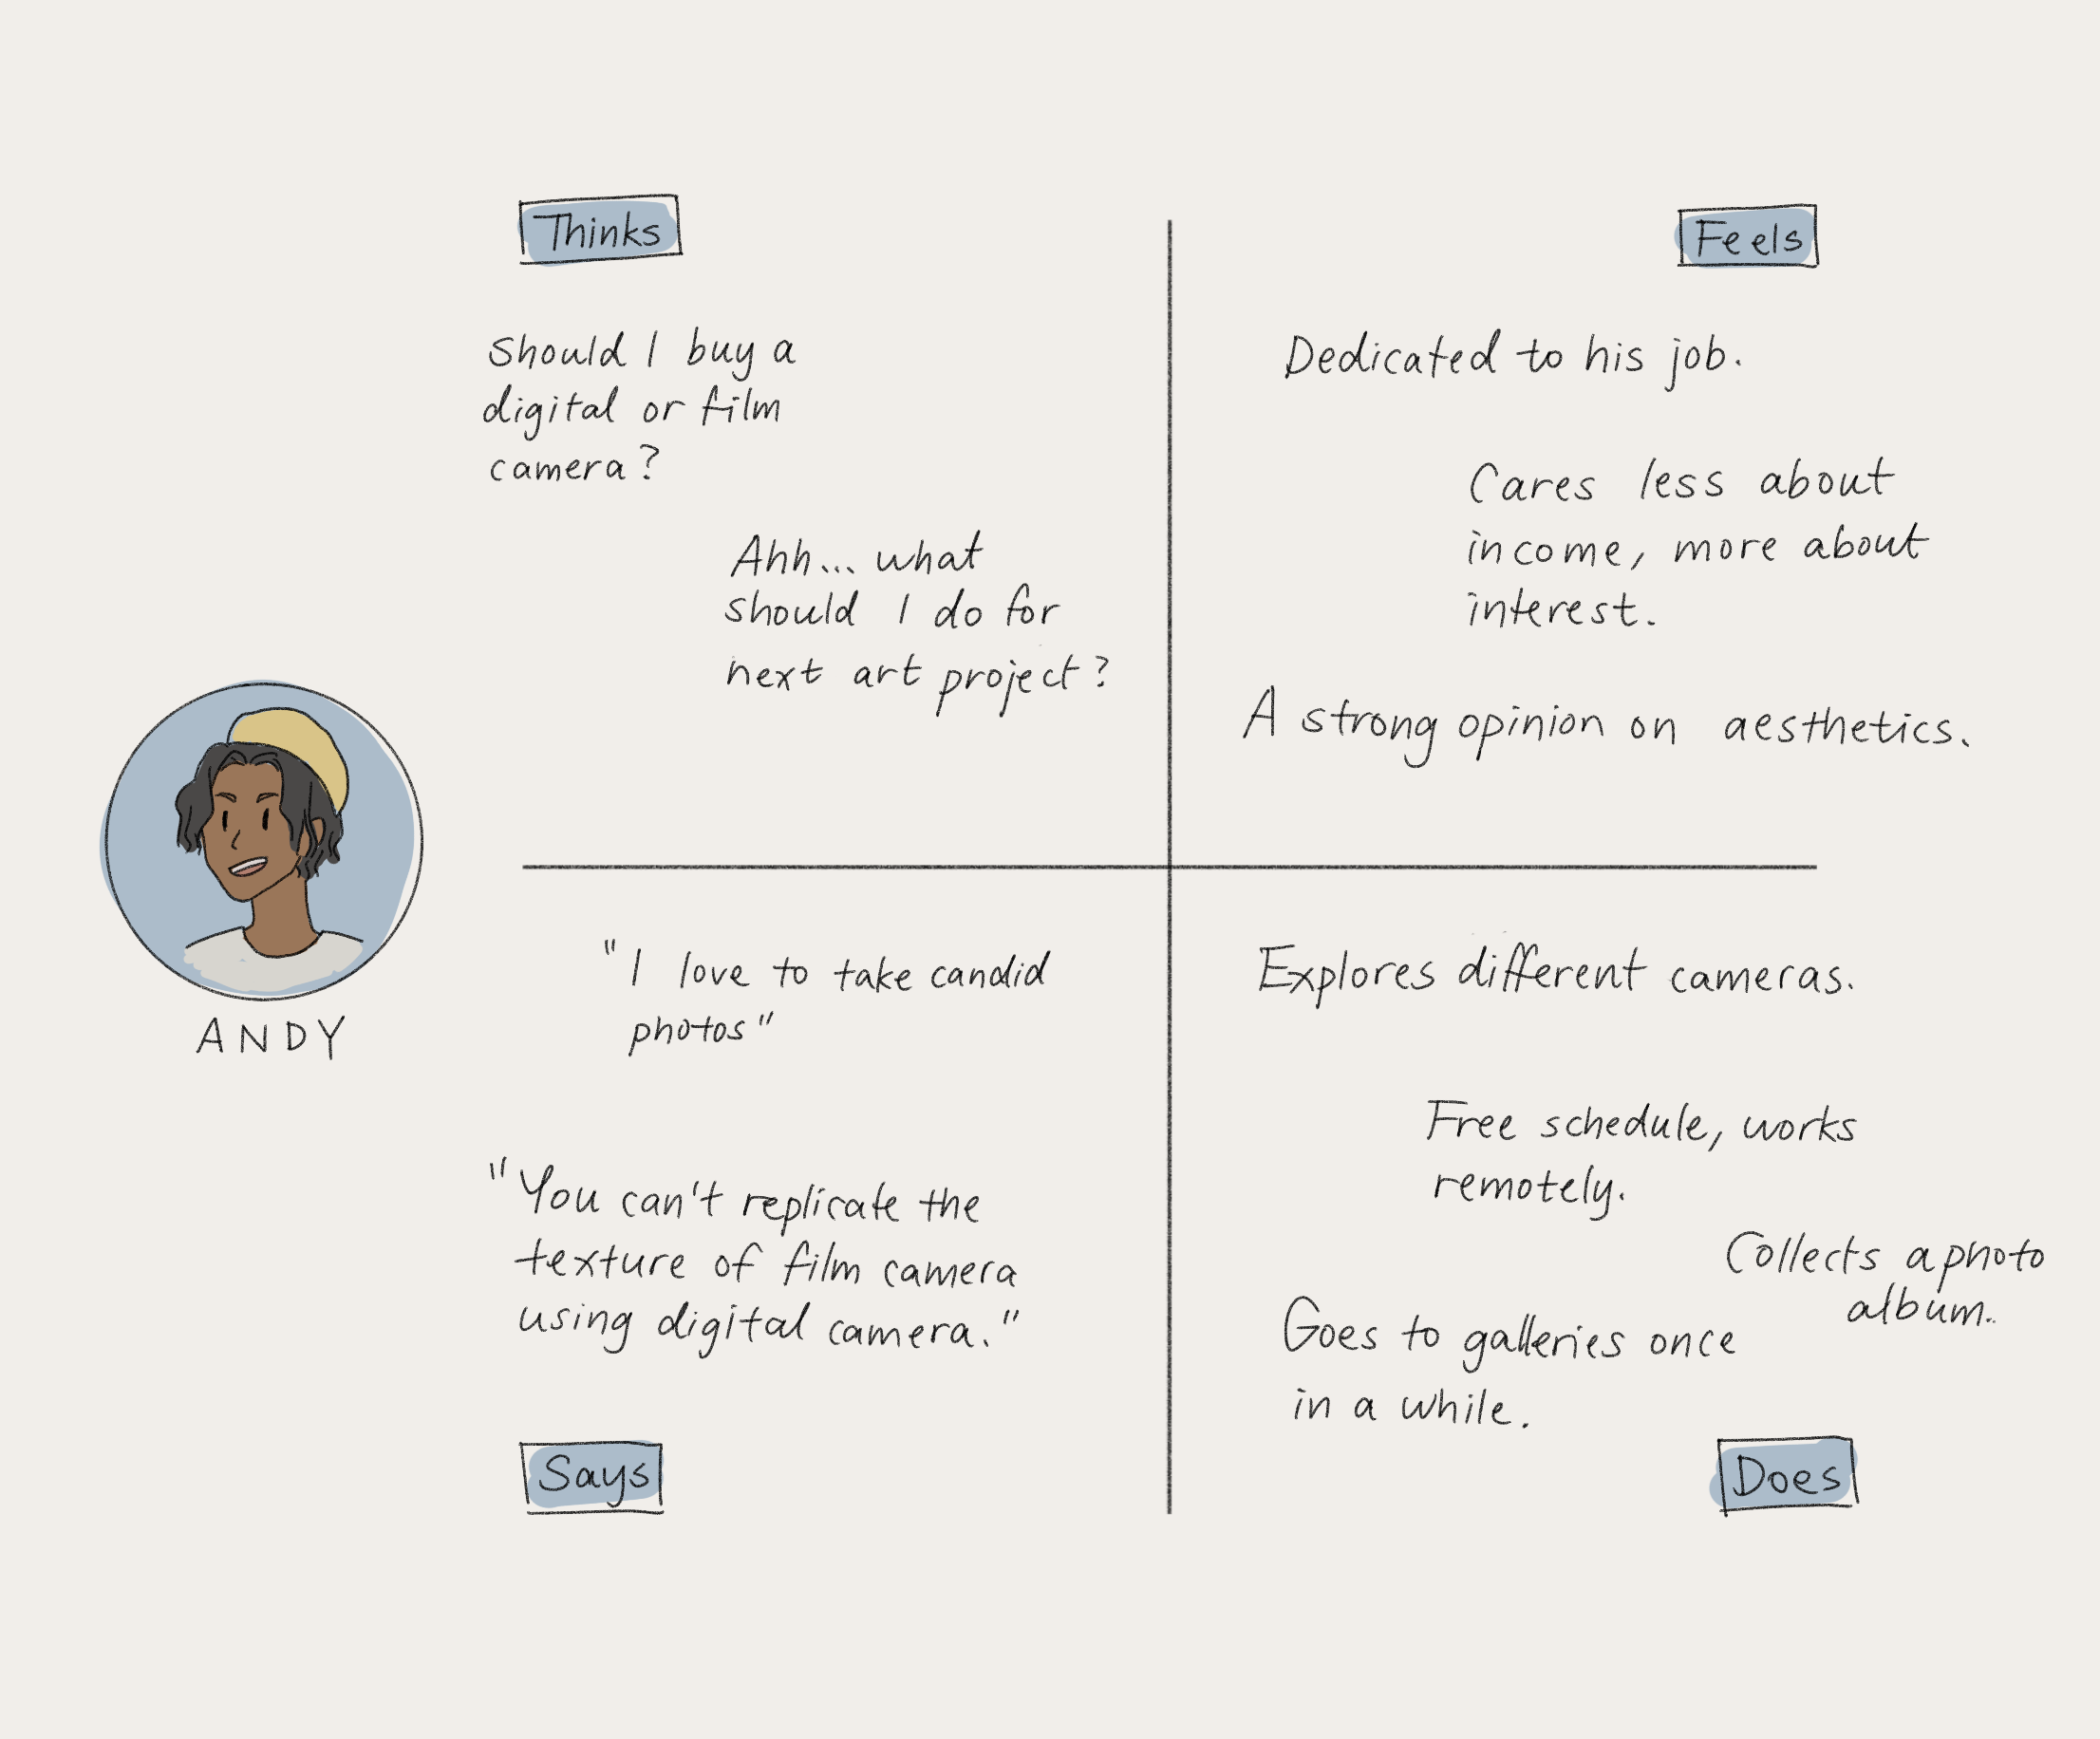 Thinks
Should I buy a
digital or film
camera?
Ahh... what
should I do for
next art project?
Feels
Dedicated to his job.
Cares less about
income, more about
interest.
A strong opinion on aesthetics.
ANDY
"I love to take candid
photos"
"You can't replicate the
texture of film camera
using digital camera."
Says
Explores different cameras.
Free schedule, works
remotely.
Collects a photo
album.
Goes to galleries once
in a while.
Does